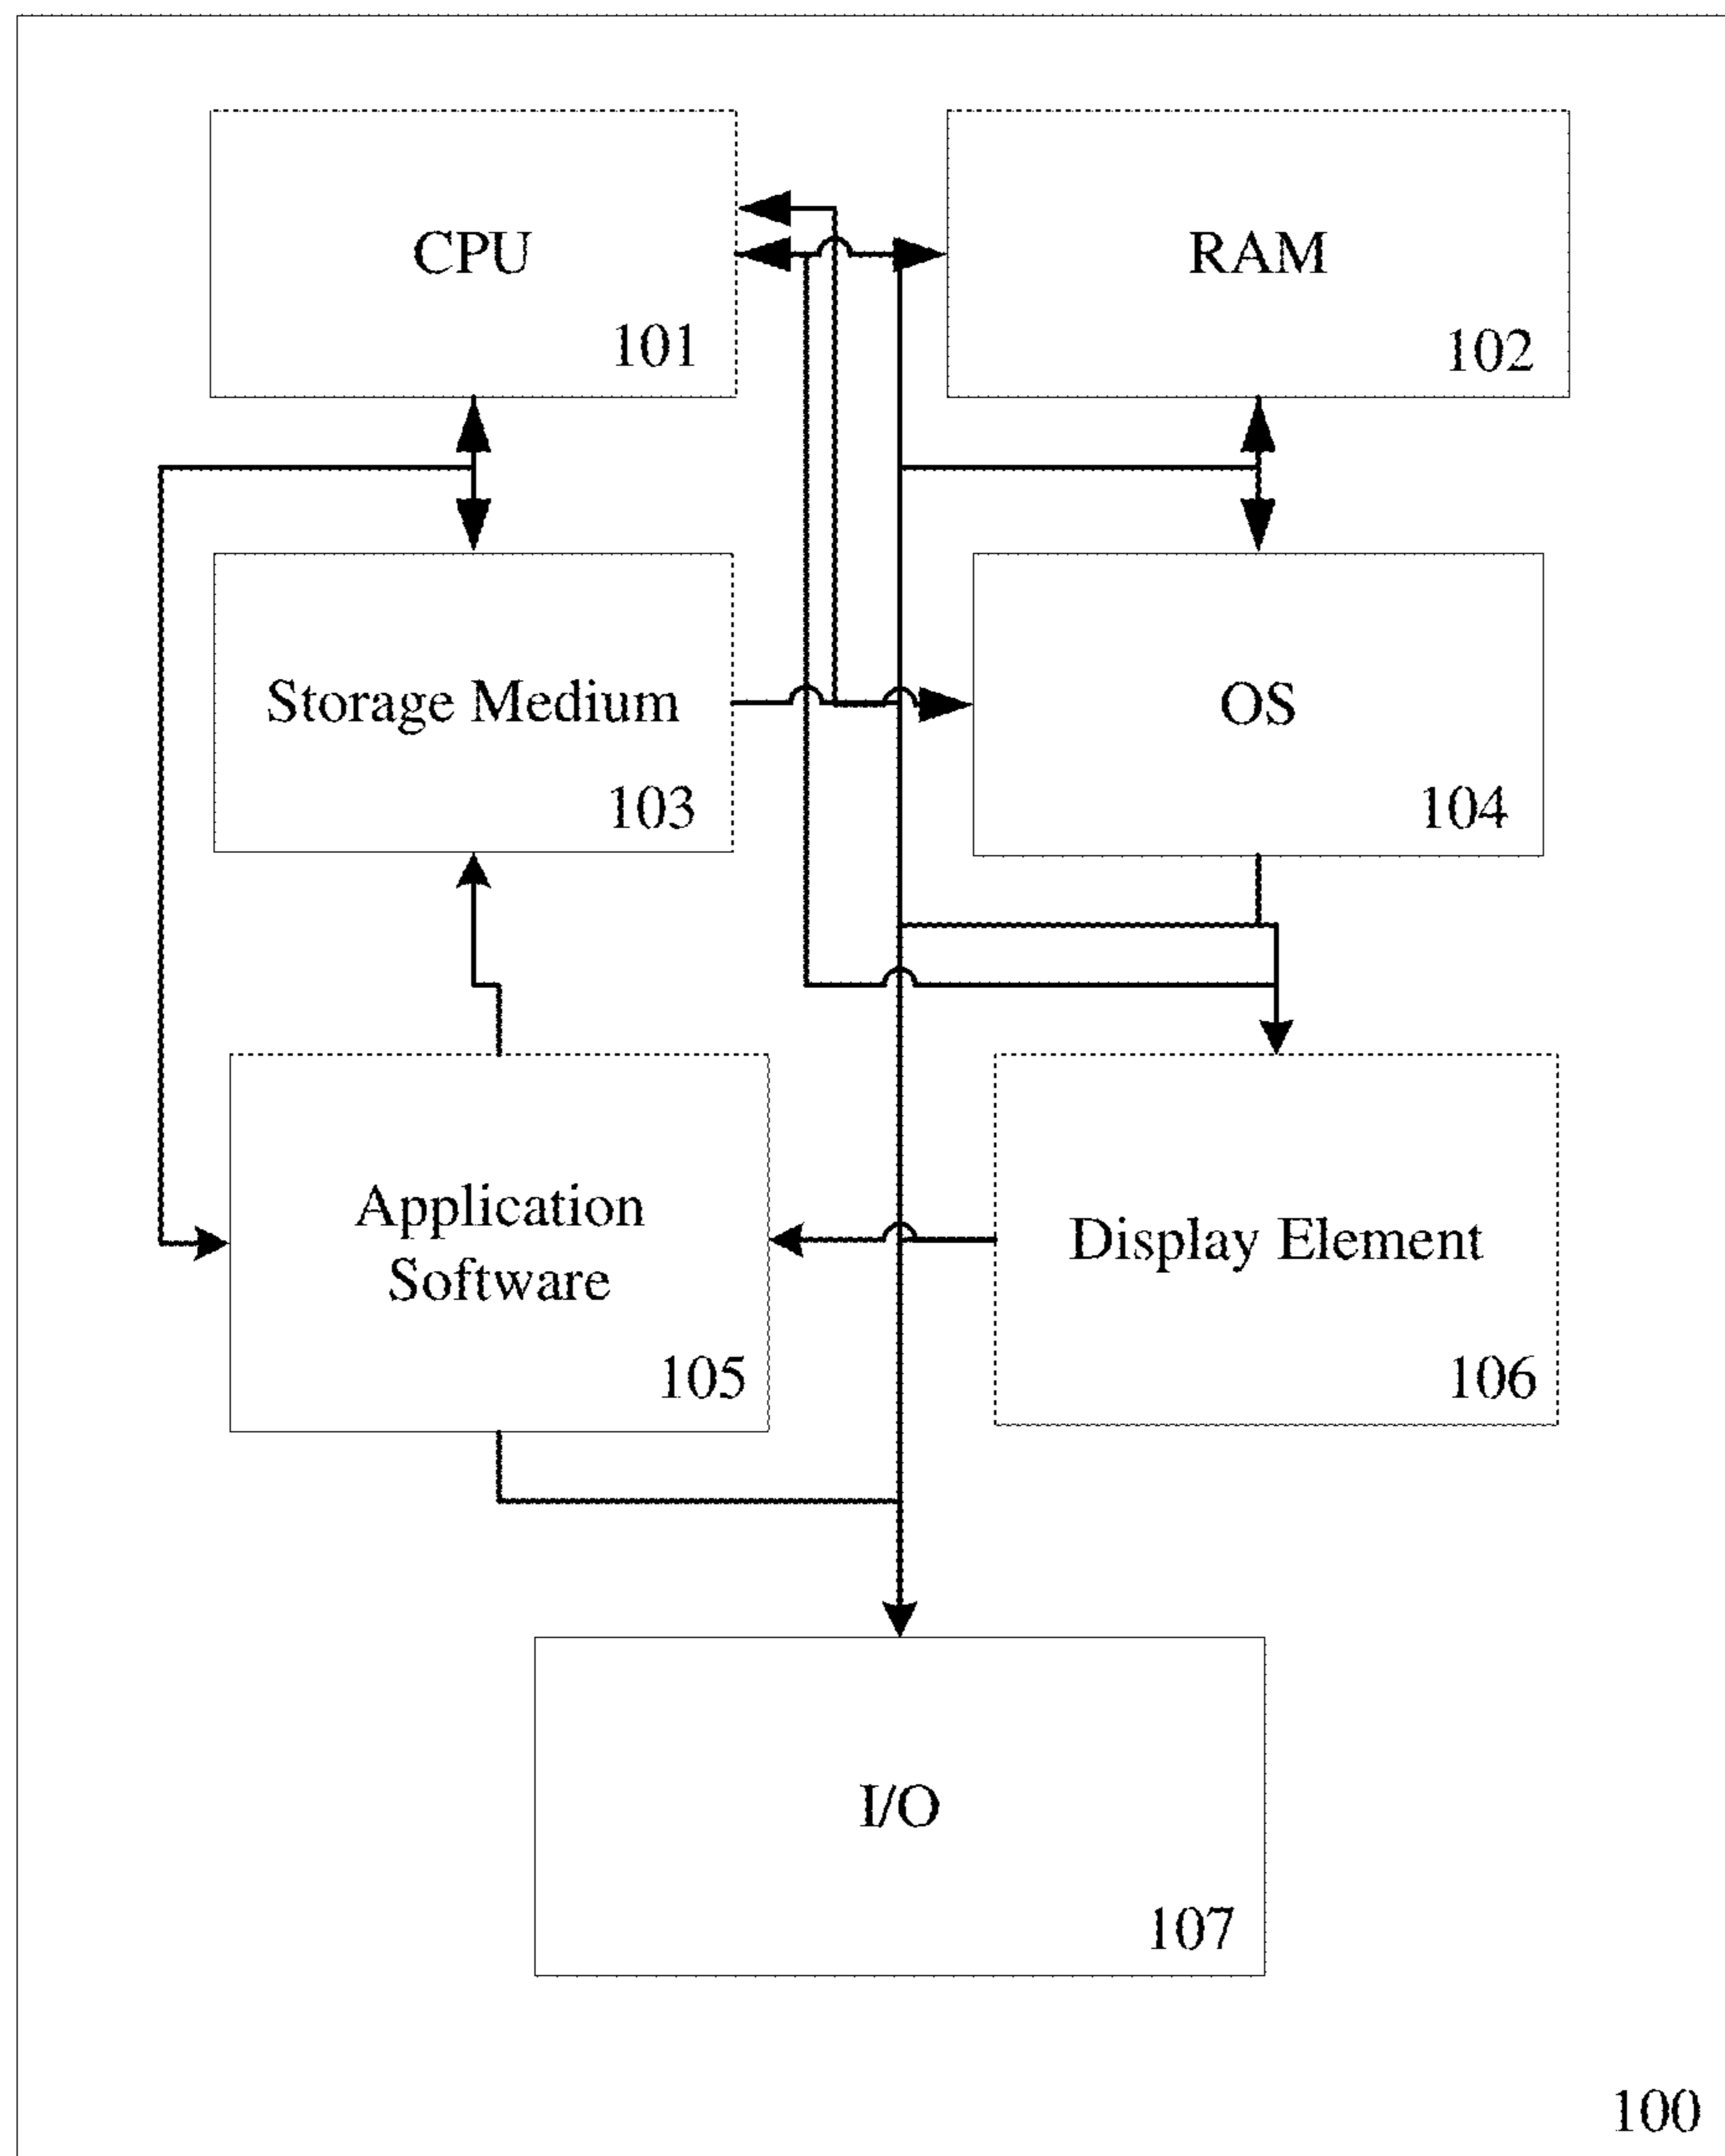 CPU
101
RAM
102
Storage Medium
103
OS
104
Application
Software
105
Display Element
106
I/O
107
100